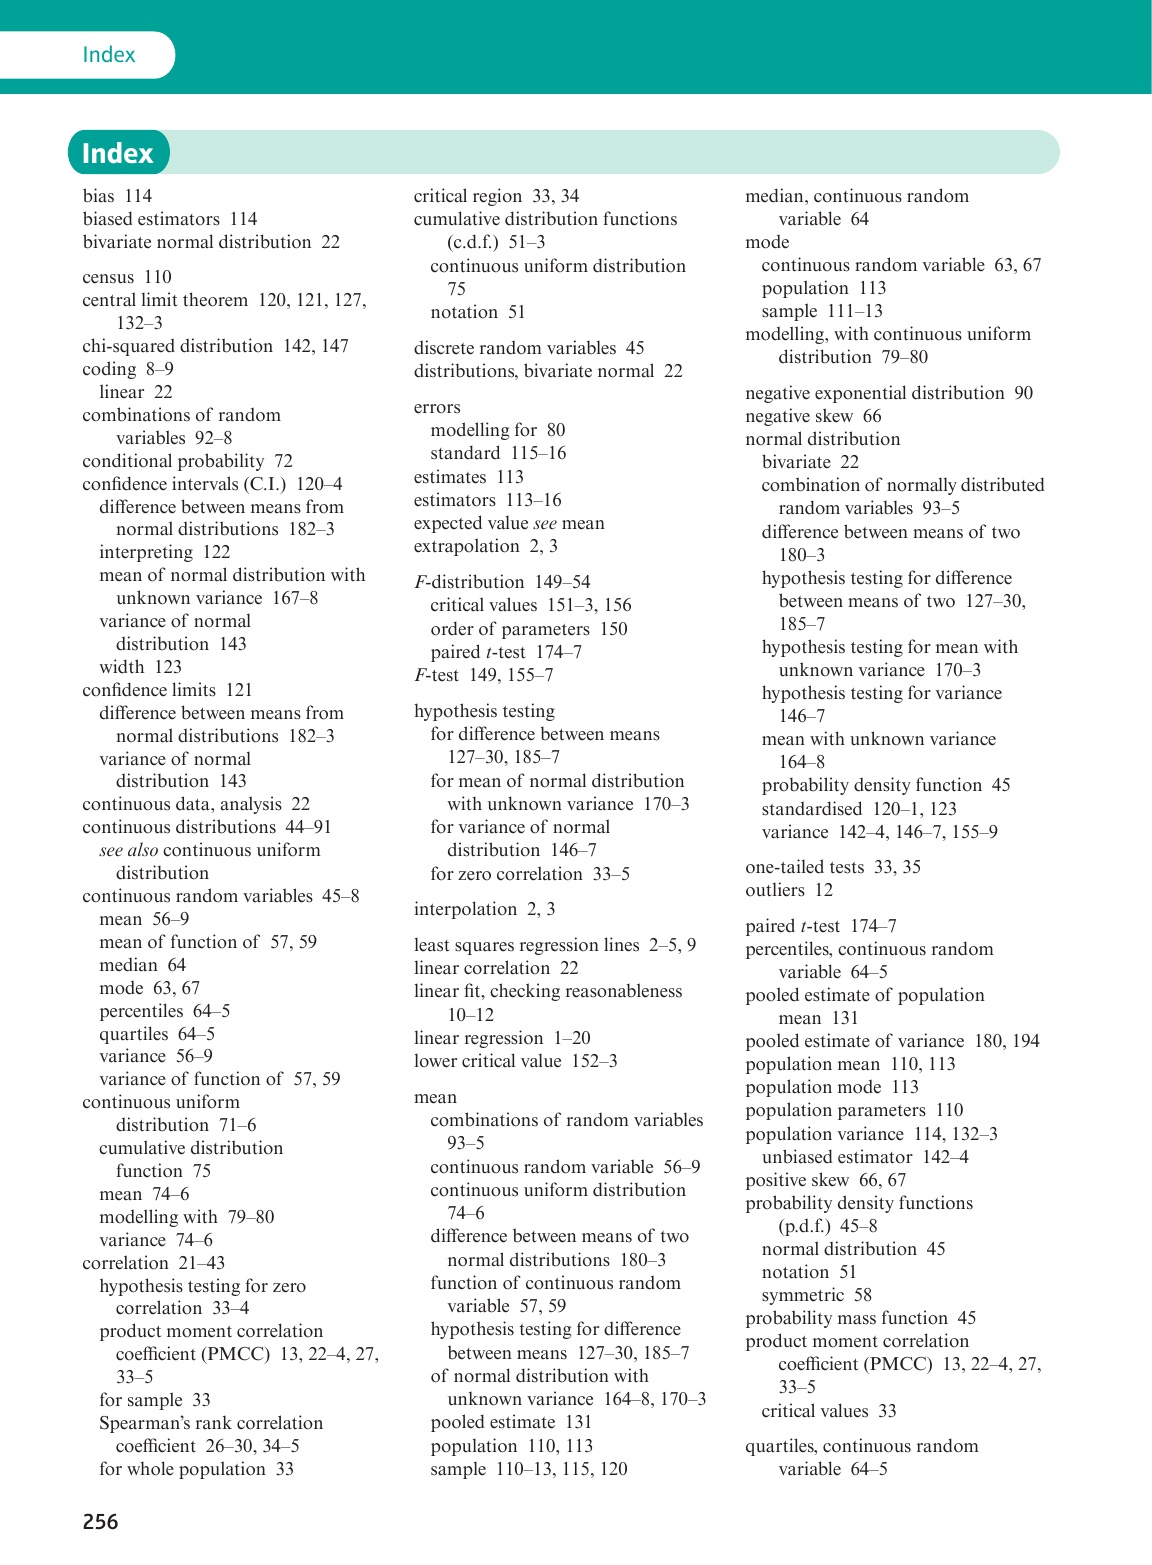 Index
Index
bias 114
biased estimators 114
bivariate normal distribution 22
census 110
central limit theorem 120, 121, 127,
132–3
chi-squared distribution 142, 147
coding 8–9
linear 22
combinations of random
variables 92–8
conditional probability 72
confidence intervals (C.I.) 120–4
difference between means from
normal distributions 182–3
interpreting 122
mean of normal distribution with
unknown variance 167–8
variance of normal
distribution 143
width 123
confidence limits 121
difference between means from
normal distributions 182–3
variance of normal
distribution 143
continuous data, analysis 22
continuous distributions 44–91
see also continuous uniform
distribution
continuous random variables 45–8
mean 56–9
mean of function of 57, 59
median 64
mode 63, 67
percentiles 64–5
quartiles 64–5
variance 56–9
variance of function of 57, 59
continuous uniform
distribution 71–6
cumulative distribution
function 75
mean 74–6
modelling with 79–80
variance 74–6
correlation 21–43
hypothesis testing for zero
correlation 33–4
product moment correlation
coefficient (PMCC) 13, 22–4, 27,
33–5
for sample 33
Spearman's rank correlation
coefficient 26–30, 34–5
for whole population 33
critical region 33, 34
cumulative distribution functions
(c.d.f.) 51–3
continuous uniform distribution
75
notation 51
discrete random variables 45
distributions, bivariate normal 22
errors
modelling for 80
standard 115–16
estimates 113
estimators 113–16
expected value see mean
extrapolation 2, 3
F-distribution 149–54
critical values 151–3, 156
order of parameters 150
paired t-test 174–7
F-test 149, 155–7
hypothesis testing
for difference between means
127–30, 185–7
for mean of normal distribution
with unknown variance 170–3
for variance of normal
distribution 146–7
for zero correlation 33–5
interpolation 2, 3
least squares regression lines 2–5, 9
linear correlation 22
linear fit, checking reasonableness
10–12
linear regression 1–20
lower critical value 152–3
mean
combinations of random variables
93–5
continuous random variable 56–9
continuous uniform distribution
74–6
difference between means of two
normal distributions 180–3
function of continuous random
variable 57, 59
hypothesis testing for difference
between means 127–30, 185–7
of normal distribution with
unknown variance 164–8, 170–3
pooled estimate 131
population 110, 113
sample 110–13, 115, 120
median, continuous random
variable 64
mode
continuous random variable 63, 67
population 113
sample 111–13
modelling, with continuous uniform
distribution 79–80
negative exponential distribution 90
negative skew 66
normal distribution
bivariate 22
combination of normally distributed
random variables 93–5
difference between means of two
180–3
hypothesis testing for difference
between means of two 127–30,
185–7
hypothesis testing for mean with
unknown variance 170–3
hypothesis testing for variance
146–7
mean with unknown variance
164–8
probability density function 45
standardised 120–1, 123
variance 142–4, 146–7, 155–9
one-tailed tests 33, 35
outliers 12
paired t-test 174–7
percentiles, continuous random
variable 64–5
pooled estimate of population
mean 131
pooled estimate of variance 180, 194
population mean 110, 113
population mode 113
population parameters 110
population variance 114, 132–3
unbiased estimator 142–4
positive skew 66, 67
probability density functions
(p.d.f.) 45–8
normal distribution 45
notation 51
symmetric 58
probability mass function 45
product moment correlation
coefficient (PMCC) 13, 22–4, 27,
33–5
critical values 33
quartiles, continuous random
variable 64–5
256